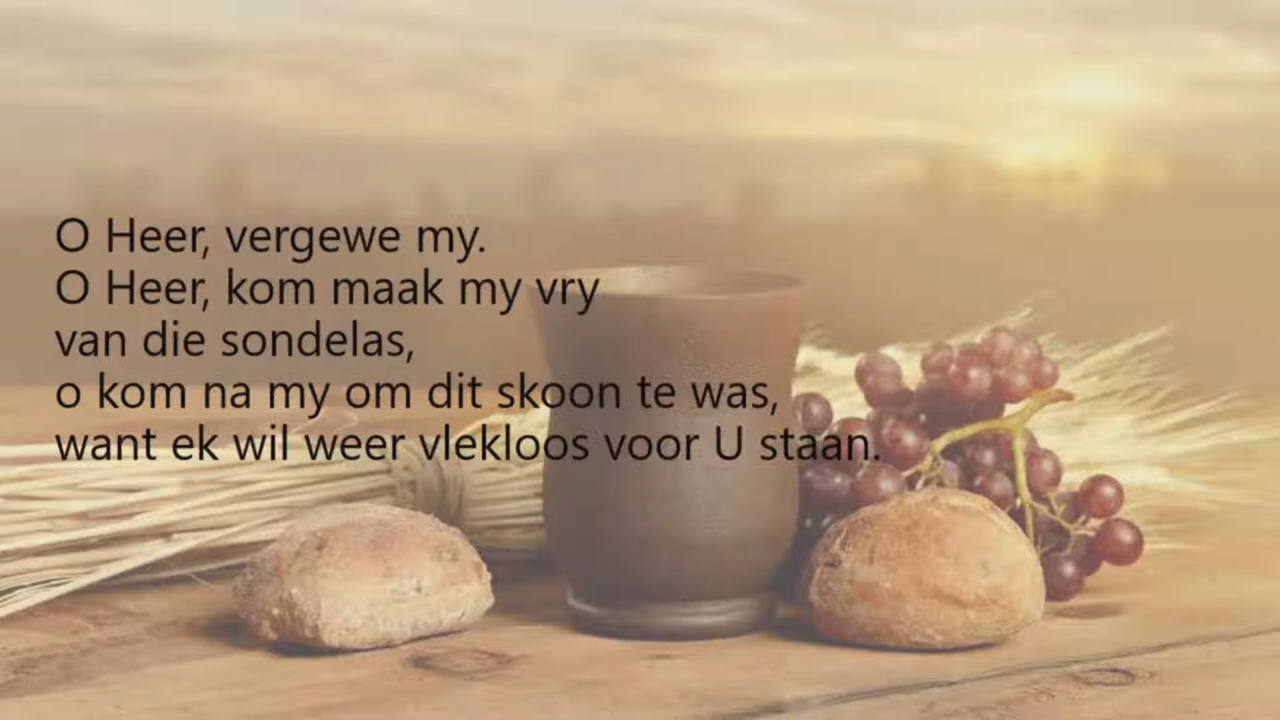 O Heer, vergewe my.
O Heer, kom maak my vry
van die sondelas,
o kom na my om dit skoon te was,
want ek wil weer vlekloos voor U staan.